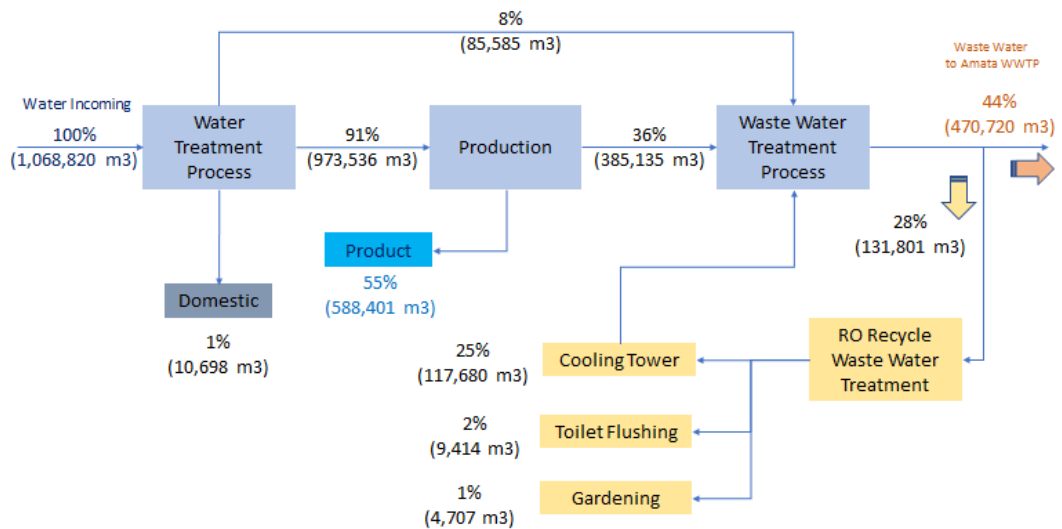 8%
(85,585 m3)
Waste Water
to Amata WWTP
44%
(470,720 m3)
Water Incoming
100%
(1,068,820 m3)
Water
Treatment
Process
91%
(973,536 m3)
Production
36%
(385,135 m3)
Waste Water
Treatment
Process
28%
(131,801 m3)
Product
55%
(588,401 m3)
Domestic
1%
(10,698 m3)
RO Recycle
Waste Water
Treatment
25%
(117,680 m3)
Cooling Tower
2%
(9,414 m3)
Toilet Flushing
1%
(4,707 m3)
Gardening